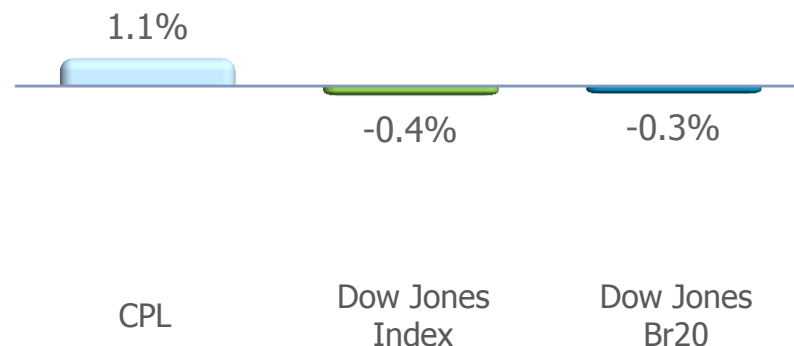 1.1%
-0.4%
-0.3%
CPL
Dow Jones
Index
Dow Jones
Br20